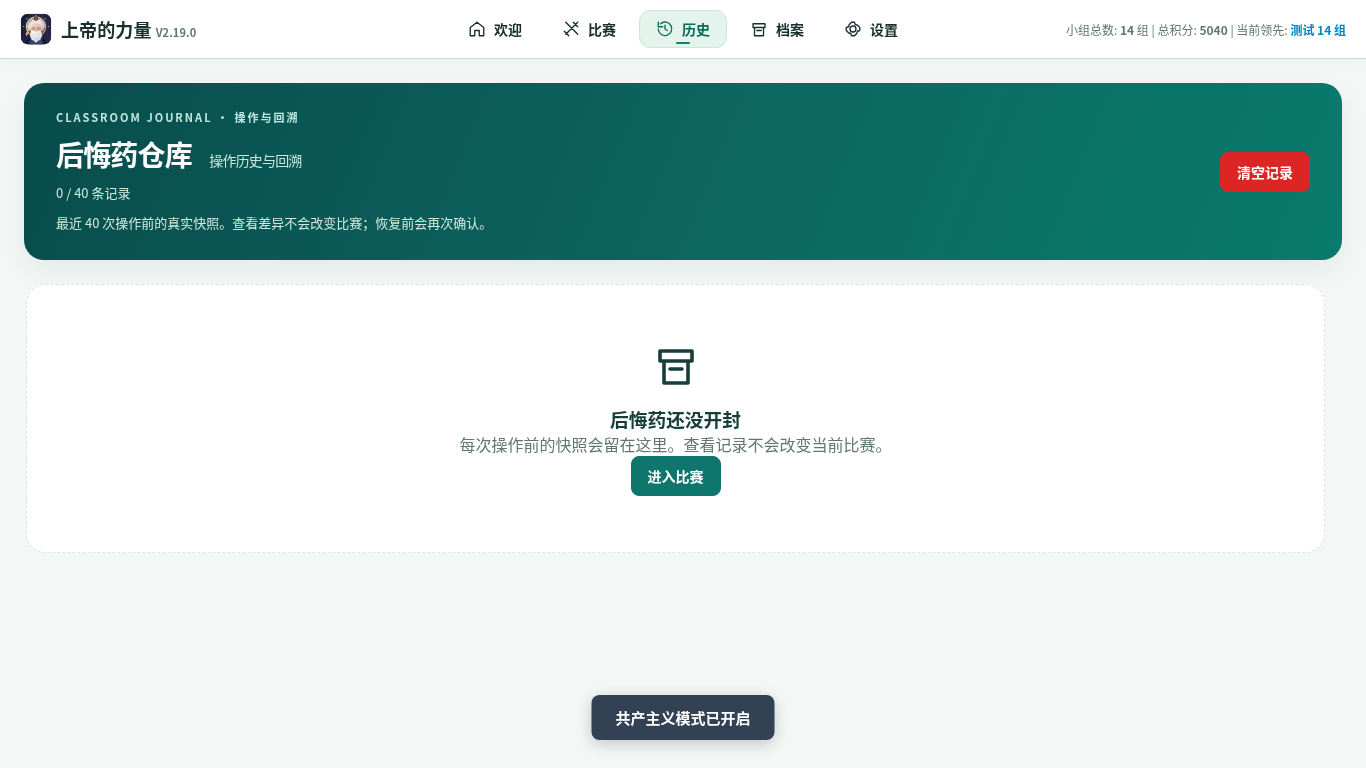 上帝的力量 V2.19.0
欢迎 比赛 历史 档案 设置
小组总数: 14 组 | 总积分: 5040 | 当前领先: 测试 14 组
CLASSROOM JOURNAL · 操作与回溯
后悔药仓库 操作历史与回溯
0 / 40 条记录
最近 40 次操作前的真实快照。查看差异不会改变比赛；恢复前会再次确认。
清空记录
后悔药还没开封
每次操作前的快照会留在这里。查看记录不会改变当前比赛。
进入比赛
共产主义模式已开启